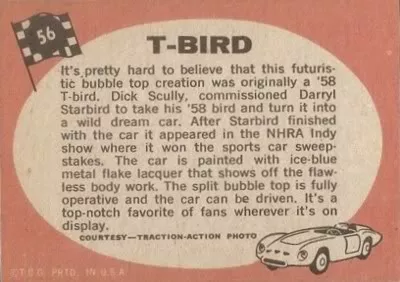 56
T-BIRD
It's pretty hard to believe that this futuris-
tic bubble top creation was originally a '58
T-bird. Dick Scully, commissioned Darryl
Starbird to take his '58 bird and turn it into
a wild dream car. After Starbird finished
with the car it appeared in the NHRA Indy
show where it won the sports car sweep-
stakes. The car is painted with ice-blue
metal flake lacquer that shows off the flaw-
less body work. The split bubble top is fully
operative and the car can be driven. It's a
top-notch favorite of fans wherever it's on
display.
COURTESY—TRACTION-ACTION PHOTO
©T.C.G. PRTD. IN U.S.A.